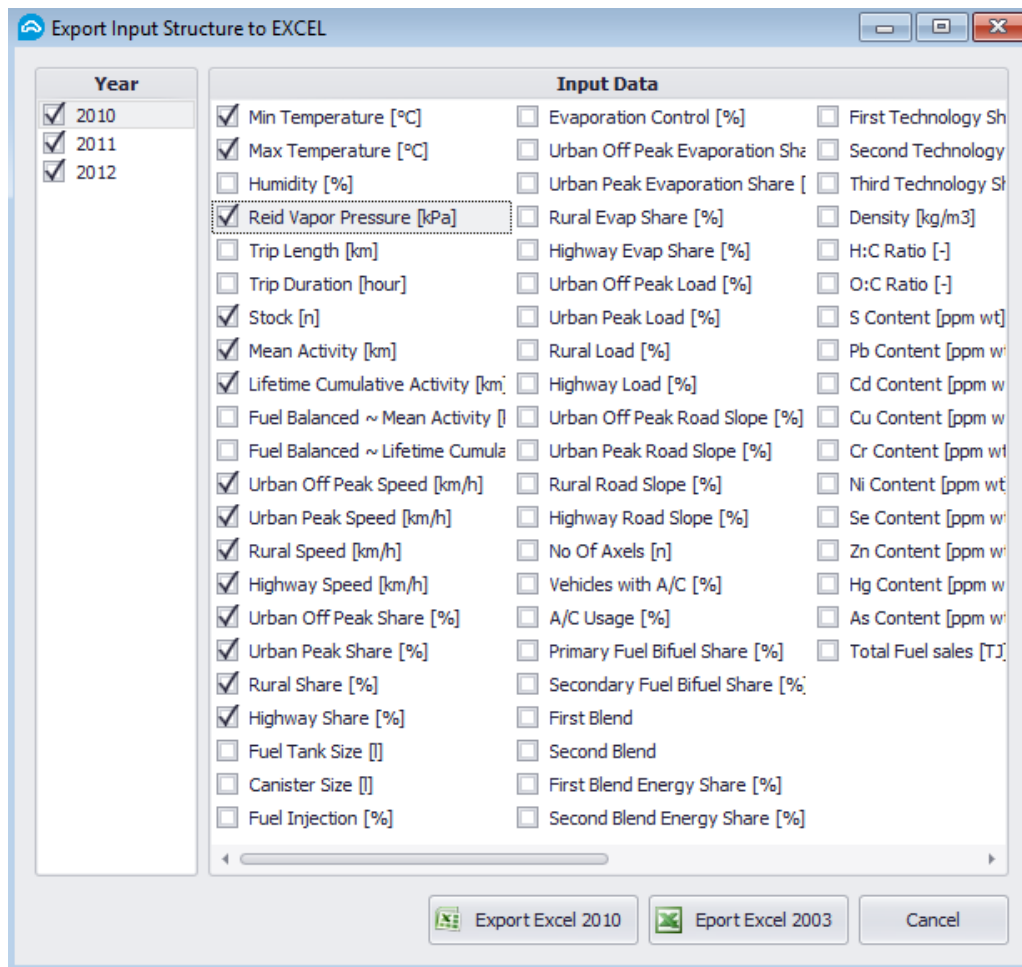 Export Input Structure to EXCEL
Year
2010
2011
2012
Input Data
Min Temperature [°C]
Max Temperature [°C]
Humidity [%]
Reid Vapor Pressure [kPa]
Trip Length [km]
Trip Duration [hour]
Stock [n]
Mean Activity [km]
Lifetime Cumulative Activity [km]
Fuel Balanced ~ Mean Activity [
Fuel Balanced ~ Lifetime Cumula
Urban Off Peak Speed [km/h]
Urban Peak Speed [km/h]
Rural Speed [km/h]
Highway Speed [km/h]
Urban Off Peak Share [%]
Urban Peak Share [%]
Rural Share [%]
Highway Share [%]
Fuel Tank Size [l]
Canister Size [l]
Fuel Injection [%]
Evaporation Control [%]
Urban Off Peak Evaporation Sha
Urban Peak Evaporation Share [
Rural Evap Share [%]
Highway Evap Share [%]
Urban Off Peak Load [%]
Urban Peak Load [%]
Rural Load [%]
Highway Load [%]
Urban Off Peak Road Slope [%]
Urban Peak Road Slope [%]
Rural Road Slope [%]
Highway Road Slope [%]
No Of Axels [n]
Vehicles with A/C [%]
A/C Usage [%]
Primary Fuel Bifuel Share [%]
Secondary Fuel Bifuel Share [%]
First Blend
Second Blend
First Blend Energy Share [%]
Second Blend Energy Share [%]
First Technology Sh
Second Technology
Third Technology Sh
Density [kg/m3]
H:C Ratio [-]
O:C Ratio [-]
S Content [ppm wt]
Pb Content [ppm w
Cd Content [ppm w
Cu Content [ppm w
Cr Content [ppm wt
Ni Content [ppm wt]
Se Content [ppm w
Zn Content [ppm w
Hg Content [ppm w
As Content [ppm w
Total Fuel sales [TJ]
Export Excel 2010
Eport Excel 2003
Cancel